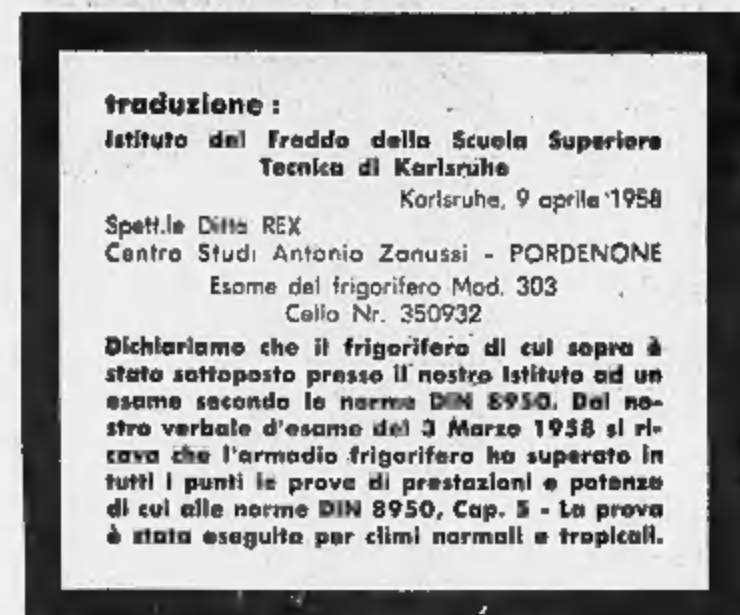 traduzione :
Istituto del Freddo della Scuola Superiore
Tecnica di Karlsruhe
Karlsruhe, 9 aprile 1958
Spett.le Ditta REX
Centro Studi Antonio Zanussi - PORDENONE
Esame del frigorifero Mod. 303
Cella Nr. 350932
Dichiariamo che il frigorifero di cui sopra è
stato sottoposto presso il nostro Istituto ad un
esame secondo le norme DIN 8950. Dal no-
stro verbale d'esame del 3 Marzo 1958 si ri-
cava che l'armadio frigorifero ha superato in
tutti i punti le prove di prestazioni e potenza
di cui alle norme DIN 8950, Cap. 5 - La prova
è stata eseguita per climi normali e tropicali.